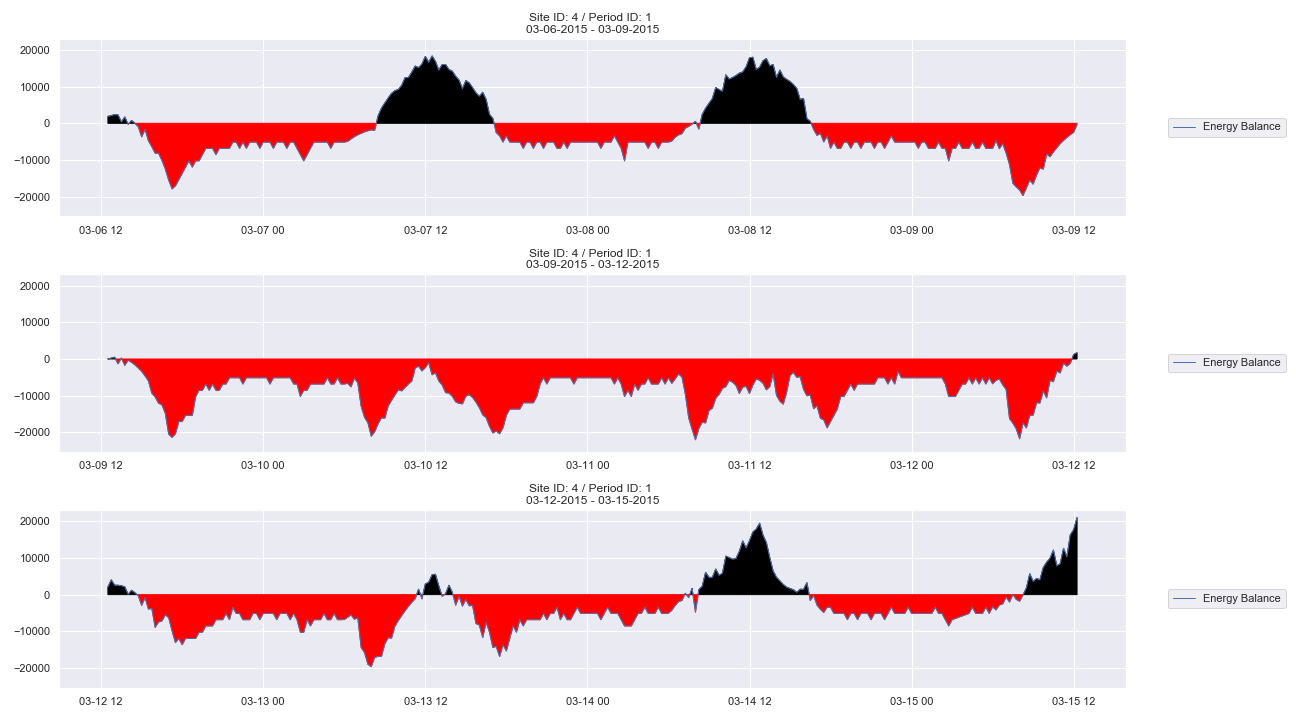 Site ID: 4 / Period ID: 1
03-06-2015 - 03-09-2015
20000
10000
0
−10000
−20000
03-06 12 03-07 00 03-07 12 03-08 00 03-08 12 03-09 00 03-09 12
Energy Balance
Site ID: 4 / Period ID: 1
03-09-2015 - 03-12-2015
20000
10000
0
−10000
−20000
03-09 12 03-10 00 03-10 12 03-11 00 03-11 12 03-12 00 03-12 12
Energy Balance
Site ID: 4 / Period ID: 1
03-12-2015 - 03-15-2015
20000
10000
0
−10000
−20000
03-12 12 03-13 00 03-13 12 03-14 00 03-14 12 03-15 00 03-15 12
Energy Balance